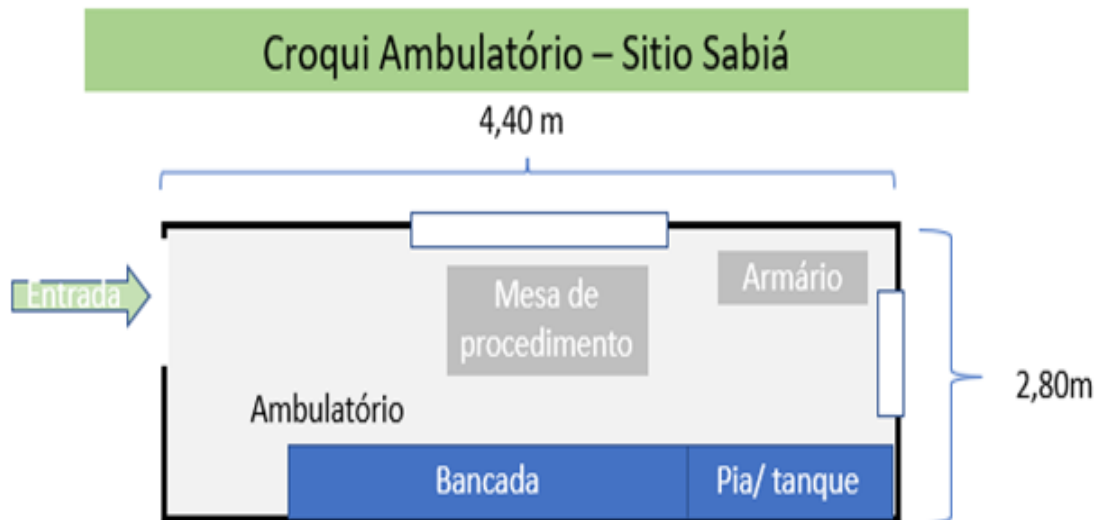 Croqui Ambulatório – Sitio Sabiá
4,40 m
Entrada
Mesa de
procedimento
Armário
2,80m
Ambulatório
Bancada
Pia/ tanque